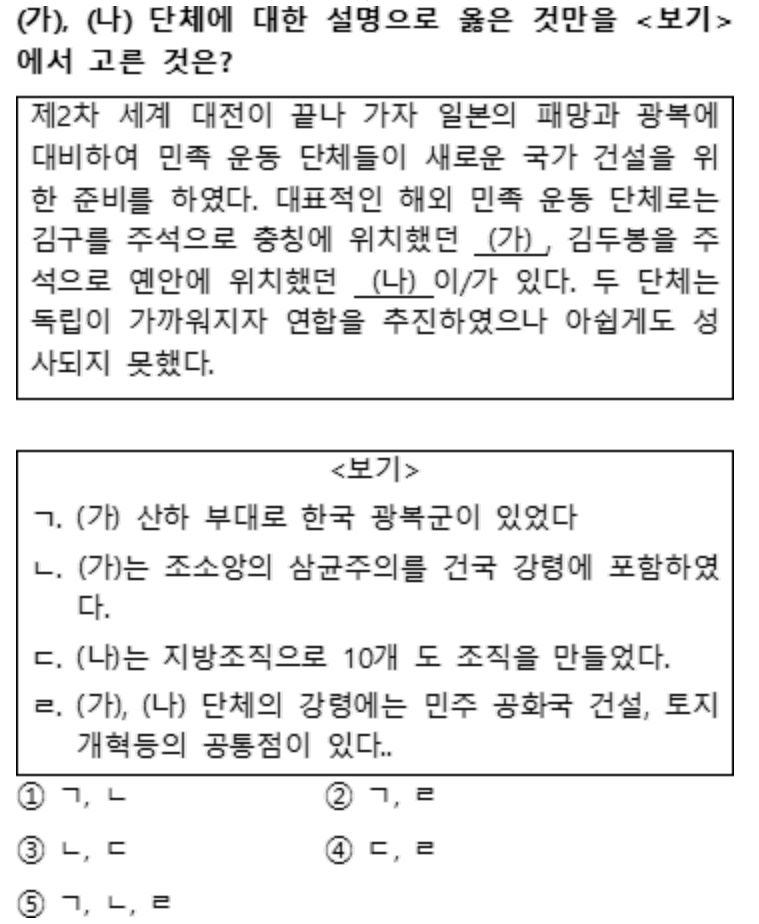 (가), (나) 단체에 대한 설명으로 옳은 것만을 <보기>
에서 고른 것은?
제2차 세계 대전이 끝나 가자 일본의 패망과 광복에
대비하여 민족 운동 단체들이 새로운 국가 건설을 위
한 준비를 하였다. 대표적인 해외 민족 운동 단체로는
김구를 주석으로 충칭에 위치했던 (가) , 김두봉을 주
석으로 옌안에 위치했던 (나) 이/가 있다. 두 단체는
독립이 가까워지자 연합을 추진하였으나 아쉽게도 성
사되지 못했다.
<보기>
ㄱ. (가) 산하 부대로 한국 광복군이 있었다
ㄴ. (가)는 조소앙의 삼균주의를 건국 강령에 포함하였
다.
ㄷ. (나)는 지방조직으로 10개 도 조직을 만들었다.
ㄹ. (가), (나) 단체의 강령에는 민주 공화국 건설, 토지
개혁등의 공통점이 있다..
① ㄱ, ㄴ ② ㄱ, ㄹ
③ ㄴ, ㄷ ④ ㄷ, ㄹ
⑤ ㄱ, ㄴ, ㄹ